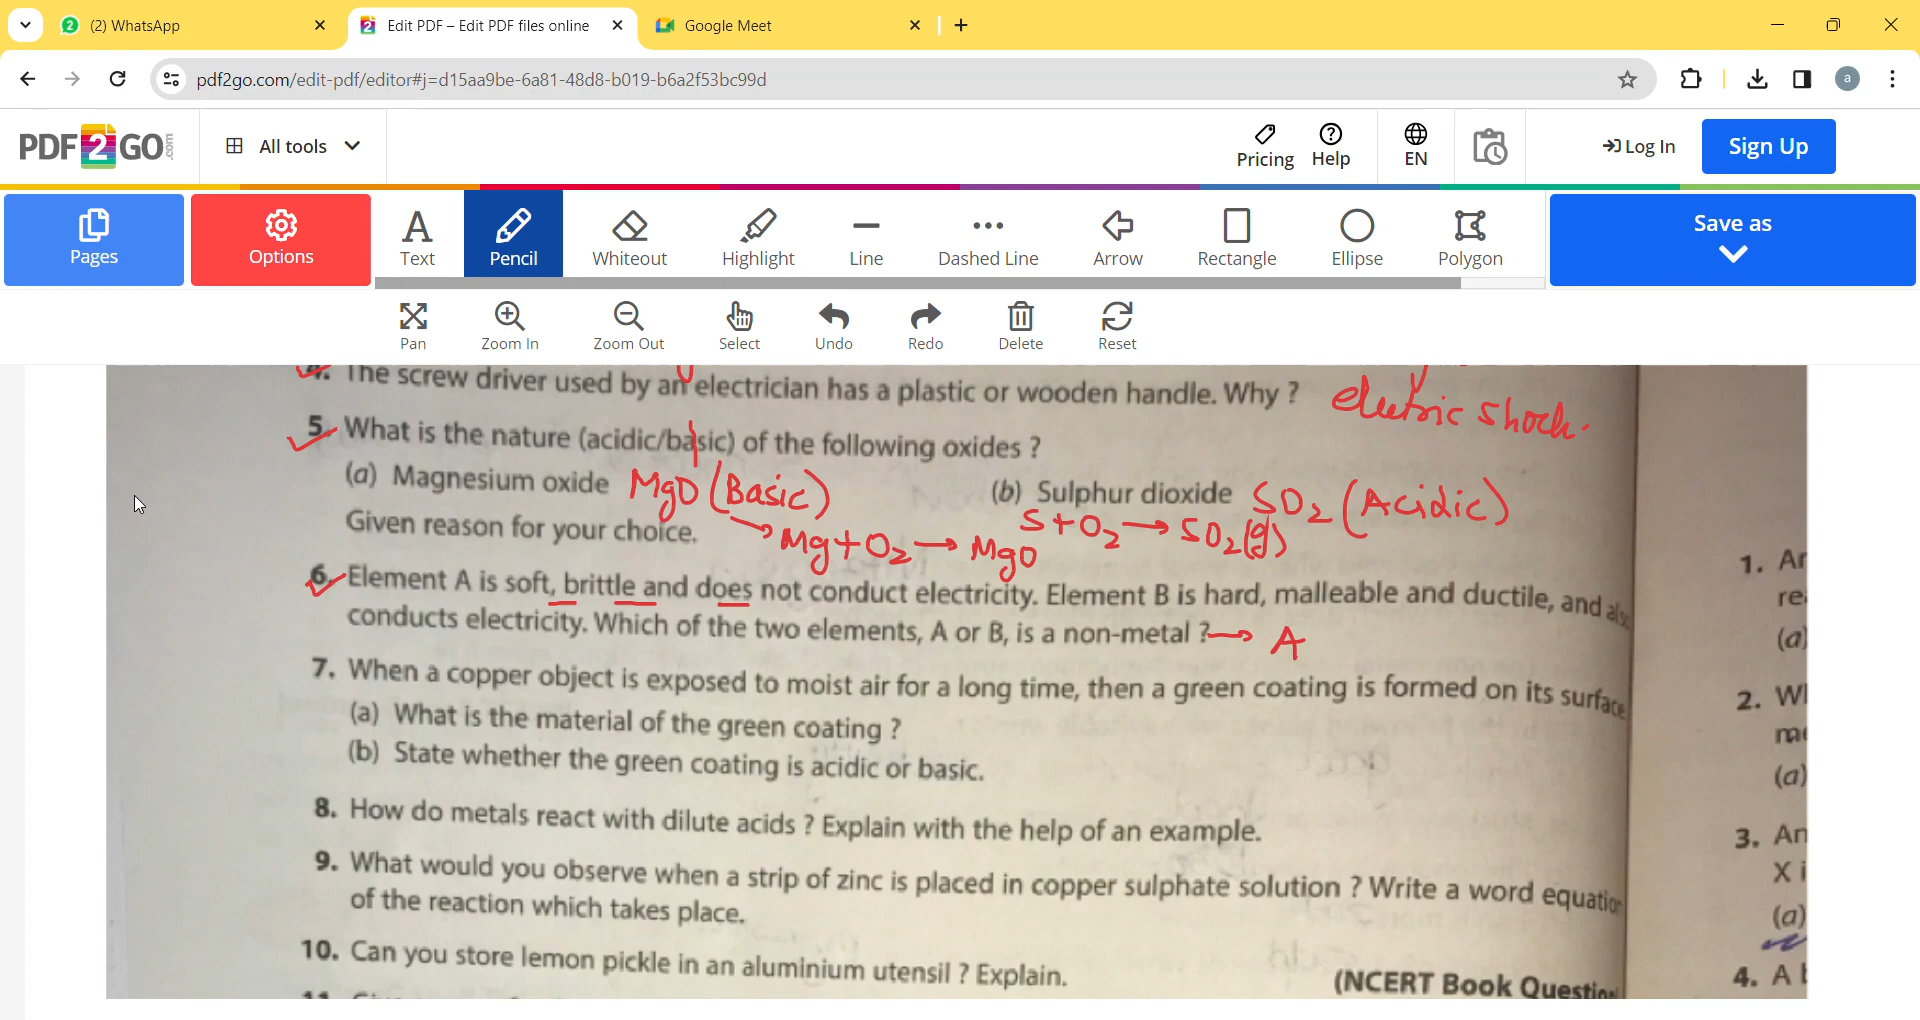 (2) WhatsApp
Edit PDF – Edit PDF files online
Google Meet
pdf2go.com/edit-pdf/editor#j=d15aa9be-6a81-48d8-b019-b6a2f53bc99d
a
PDF2GO.com
All tools
Pricing
Help
EN
Log In
Sign Up
Pages
Options
Text
Pencil
Whiteout
Highlight
Line
Dashed Line
Arrow
Rectangle
Ellipse
Polygon
Save as
Pan
Zoom In
Zoom Out
Select
Undo
Redo
Delete
Reset
4. The screw driver used by an electrician has a plastic or wooden handle. Why ? electric shock.
5. What is the nature (acidic/basic) of the following oxides ?
(a) Magnesium oxide MgO (Basic) (b) Sulphur dioxide SO2 (Acidic)
Given reason for your choice. → Mg + O2 → MgO S + O2 → SO2(g)
6. Element A is soft, brittle and does not conduct electricity. Element B is hard, malleable and ductile, and also
conducts electricity. Which of the two elements, A or B, is a non-metal ? → A
7. When a copper object is exposed to moist air for a long time, then a green coating is formed on its surface
(a) What is the material of the green coating ?
(b) State whether the green coating is acidic or basic.
8. How do metals react with dilute acids ? Explain with the help of an example.
9. What would you observe when a strip of zinc is placed in copper sulphate solution ? Write a word equation
of the reaction which takes place.
10. Can you store lemon pickle in an aluminium utensil ? Explain.
(NCERT Book Question
1. An
re
(a)
2. Wh
me
(a)
3. An
X i
(a)
4. A